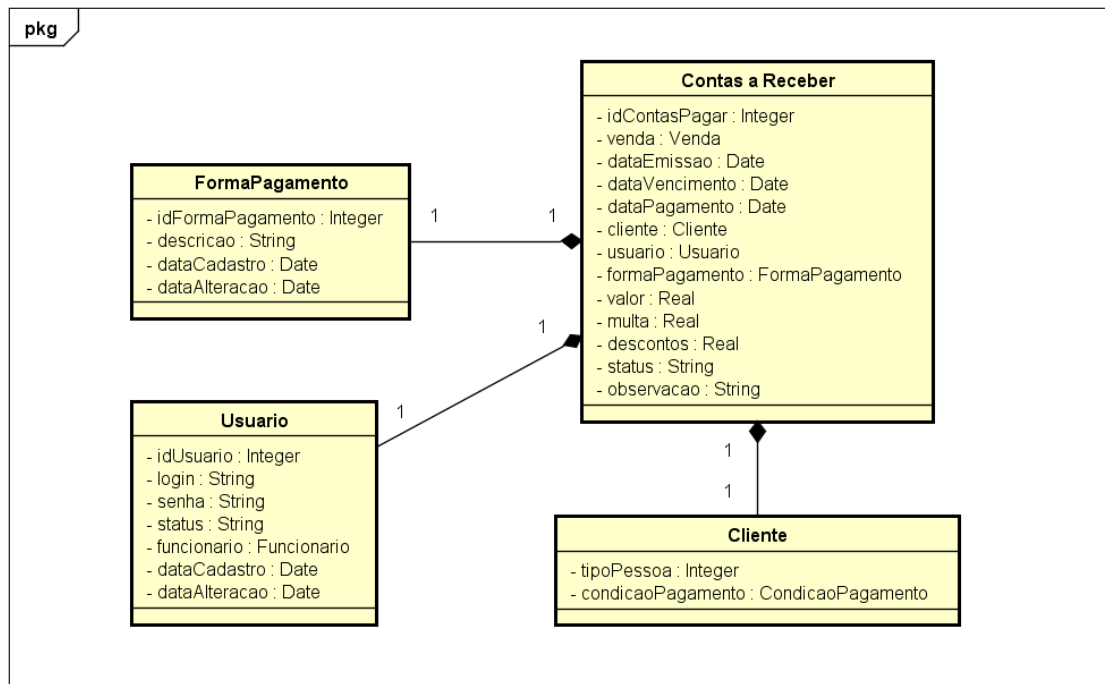 pkg
Contas a Receber
- idContasPagar : Integer
- venda : Venda
- dataEmissao : Date
- dataVencimento : Date
- dataPagamento : Date
- cliente : Cliente
- usuario : Usuario
- formaPagamento : FormaPagamento
- valor : Real
- multa : Real
- descontos : Real
- status : String
- observacao : String
FormaPagamento
- idFormaPagamento : Integer
- descricao : String
- dataCadastro : Date
- dataAlteracao : Date
1
1
1
1
Usuario
- idUsuario : Integer
- login : String
- senha : String
- status : String
- funcionario : Funcionario
- dataCadastro : Date
- dataAlteracao : Date
1
1
Cliente
- tipoPessoa : Integer
- condicaoPagamento : CondicaoPagamento